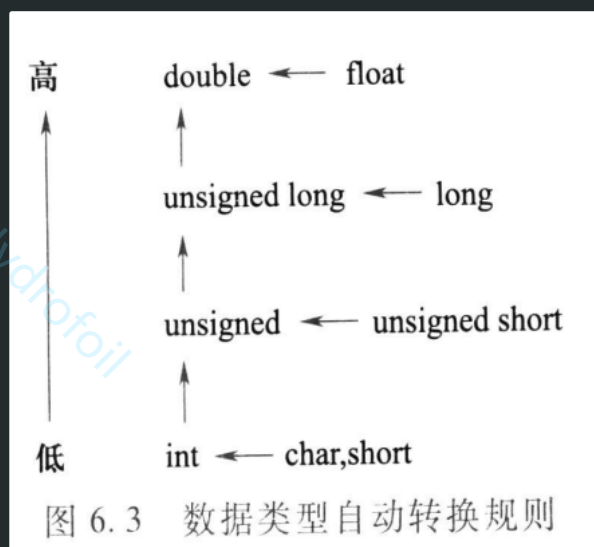 高 double float
unsigned long long
unsigned unsigned short
低 int char,short
图 6.3 数据类型自动转换规则
ydrofoil